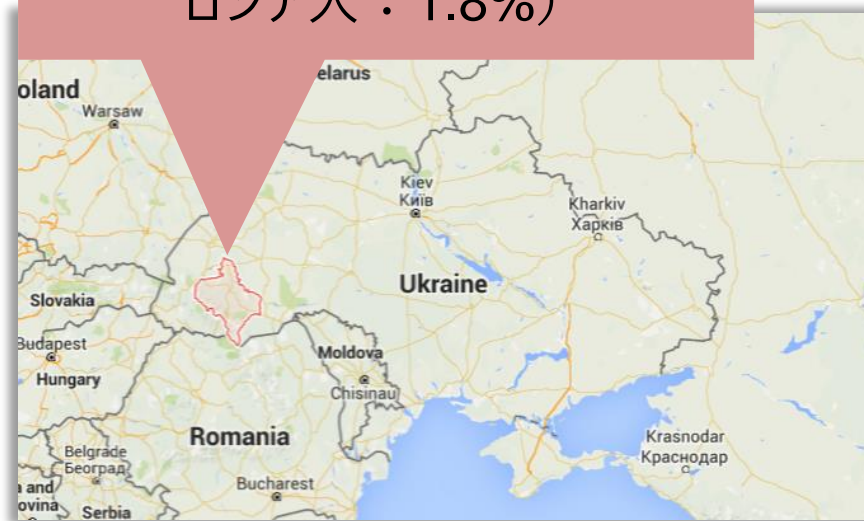 ロシア人：1.8%）
oland
elarus
Warsaw
Kiev
Київ
Kharkiv
Харкiв
Ukraine
Slovakia
Budapest
Hungary
Moldova
Chisinau
Romania
Krasnodar
Краснодар
Belgrade
Београд
Bucharest
a and
ovina
Serbia